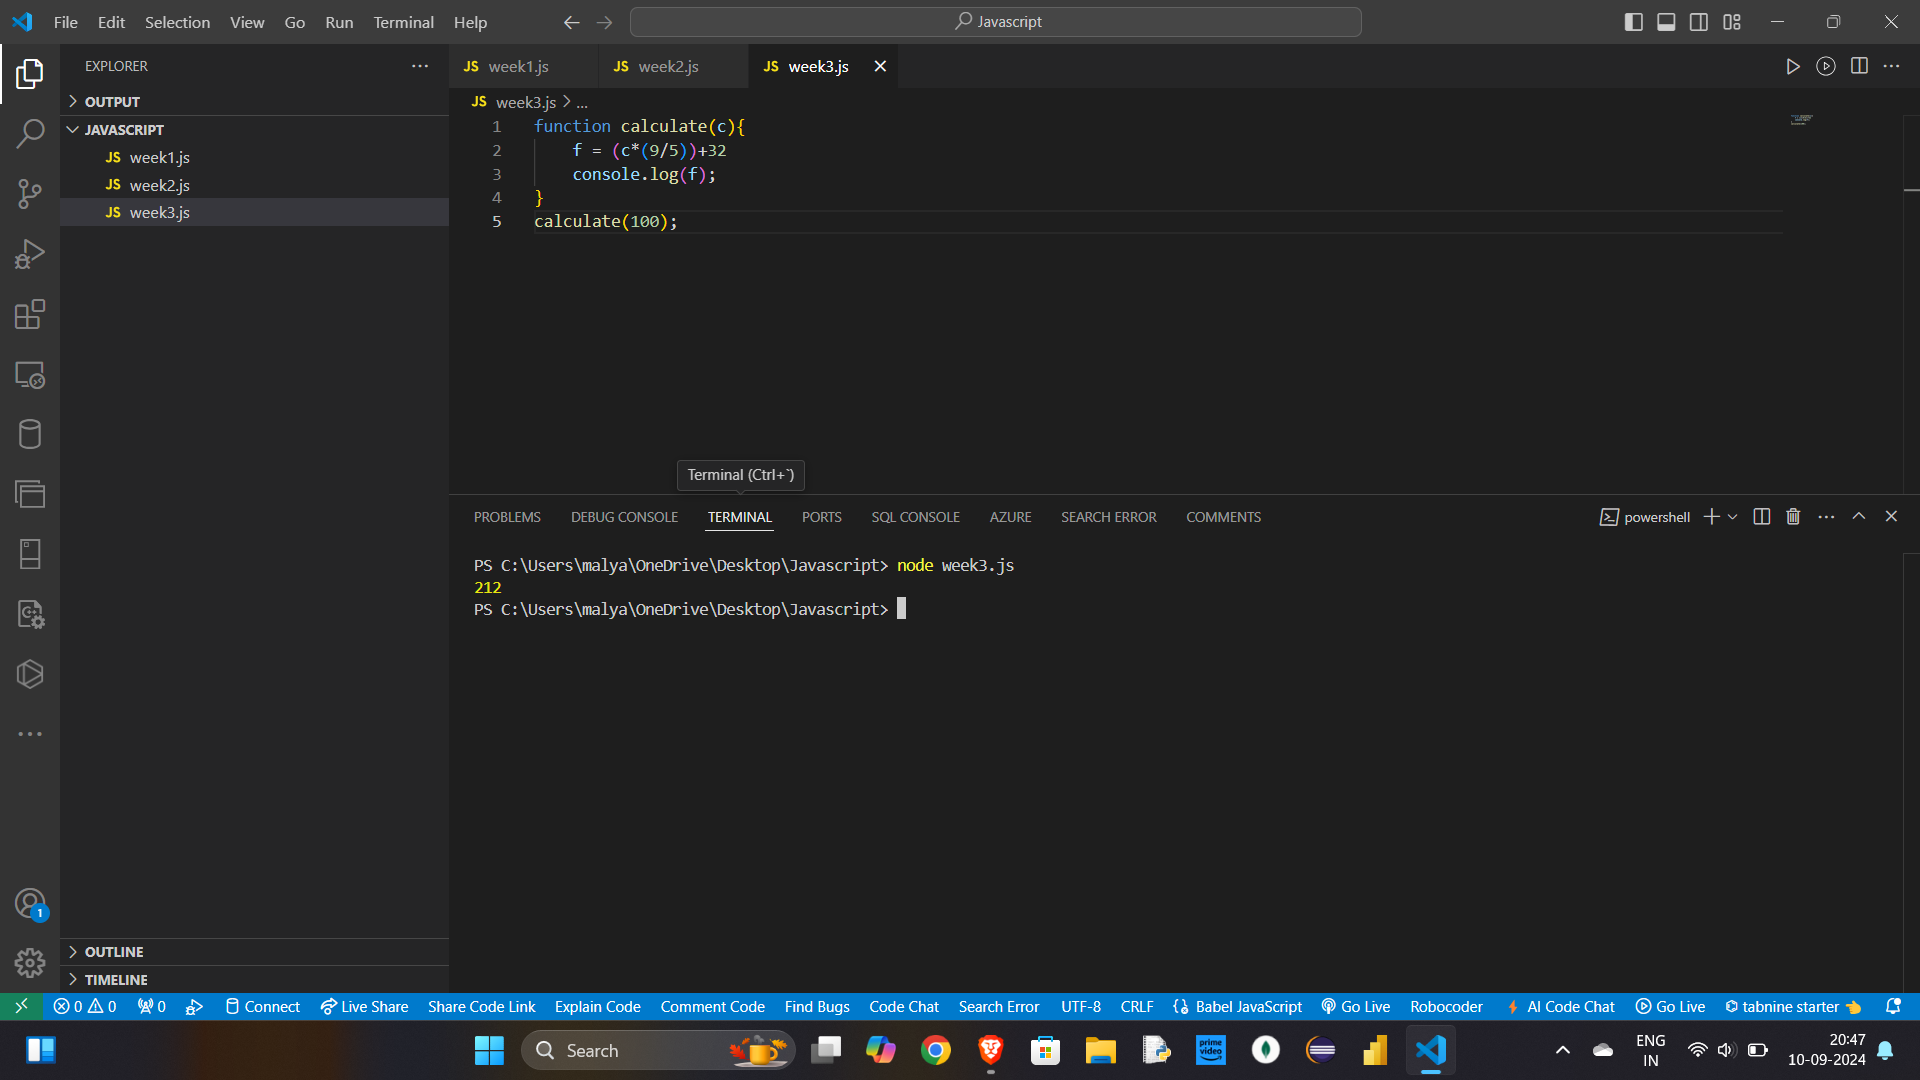 File Edit Selection View Go Run Terminal Help
Javascript
EXPLORER
OUTPUT
JAVASCRIPT
JS week1.js
JS week2.js
JS week3.js
JS week1.js JS week2.js JS week3.js
JS week3.js > ...
1 function calculate(c){
2 f = (c*(9/5))+32
3 console.log(f);
4 }
5 calculate(100);
Terminal (Ctrl+`)
PROBLEMS DEBUG CONSOLE TERMINAL PORTS SQL CONSOLE AZURE SEARCH ERROR COMMENTS
powershell
PS C:\Users\malya\OneDrive\Desktop\Javascript> node week3.js
212
PS C:\Users\malya\OneDrive\Desktop\Javascript>
1
OUTLINE
TIMELINE
0 0 0 Connect Live Share Share Code Link Explain Code Comment Code Find Bugs Code Chat Search Error UTF-8 CRLF {} Babel JavaScript Go Live Robocoder AI Code Chat Go Live tabnine starter
Search
prime video
ENG
IN
20:47
10-09-2024